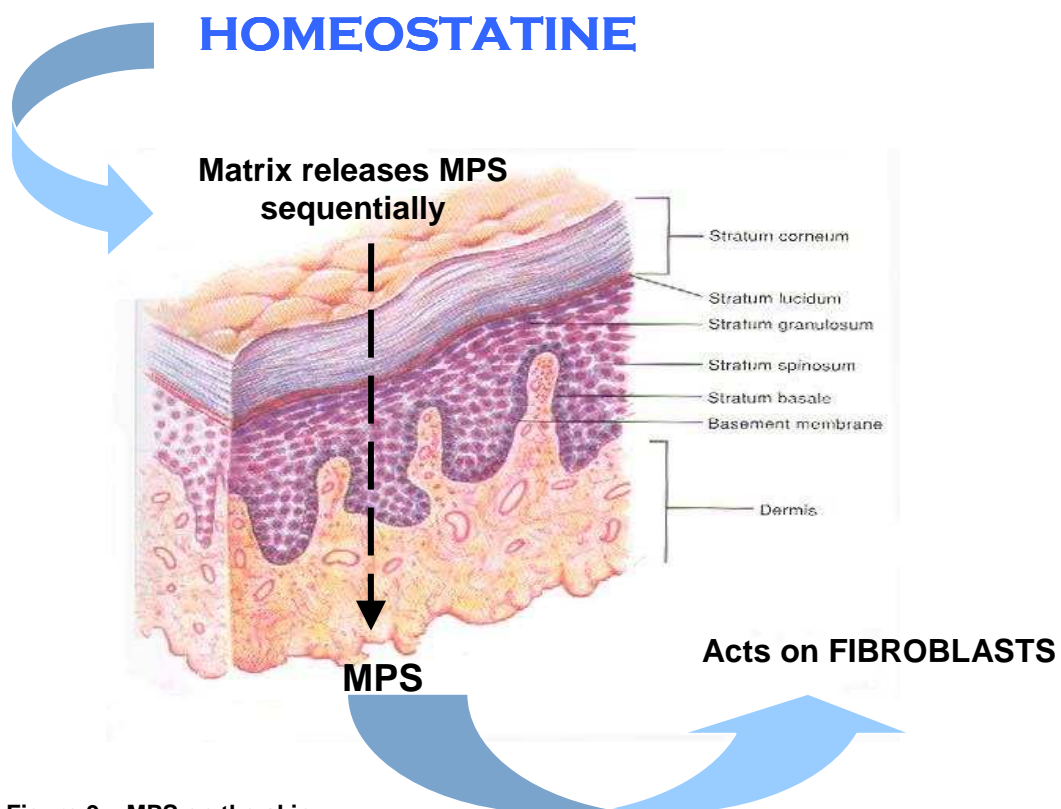 HOMEOSTATINE
Matrix releases MPS
sequentially
Stratum corneum
Stratum lucidum
Stratum granulosum
Stratum spinosum
Stratum basale
Basement membrane
Dermis
Acts on FIBROBLASTS
MPS